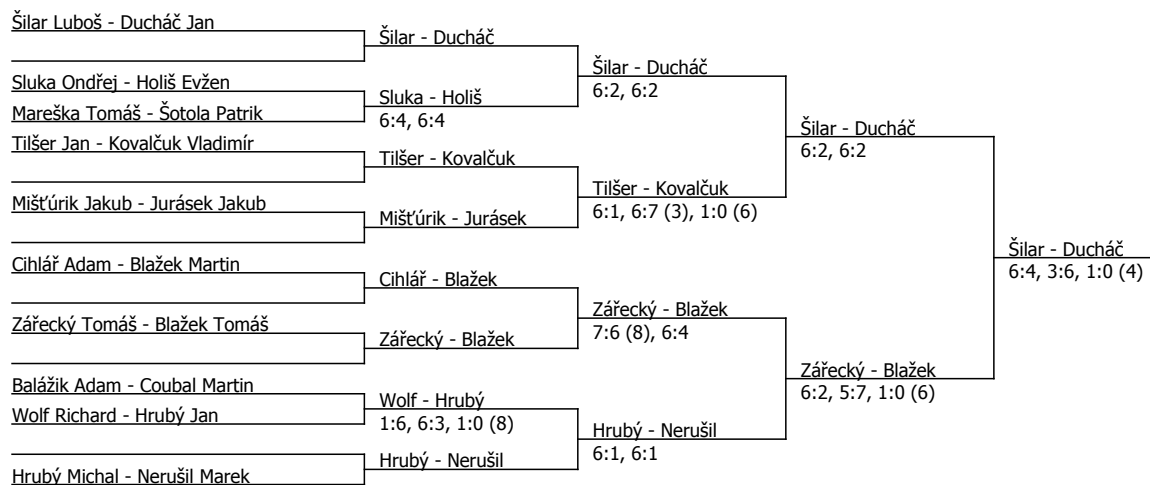 Šilar Luboš - Ducháč Jan
Sluka Ondřej - Holiš Evžen
Mareška Tomáš - Šotola Patrik
Tilšer Jan - Kovalčuk Vladimír
Mišťúrik Jakub - Jurásek Jakub
Cihlář Adam - Blažek Martin
Zářecký Tomáš - Blažek Tomáš
Balážik Adam - Coubal Martin
Wolf Richard - Hrubý Jan
Hrubý Michal - Nerušil Marek
Šilar - Ducháč
Sluka - Holiš
6:4, 6:4
Tilšer - Kovalčuk
Mišťúrik - Jurásek
Cihlář - Blažek
Zářecký - Blažek
Wolf - Hrubý
1:6, 6:3, 1:0 (8)
Hrubý - Nerušil
Šilar - Ducháč
6:2, 6:2
Tilšer - Kovalčuk
6:1, 6:7 (3), 1:0 (6)
Zářecký - Blažek
7:6 (8), 6:4
Hrubý - Nerušil
6:1, 6:1
Šilar - Ducháč
6:2, 6:2
Zářecký - Blažek
6:2, 5:7, 1:0 (6)
Šilar - Ducháč
6:4, 3:6, 1:0 (4)